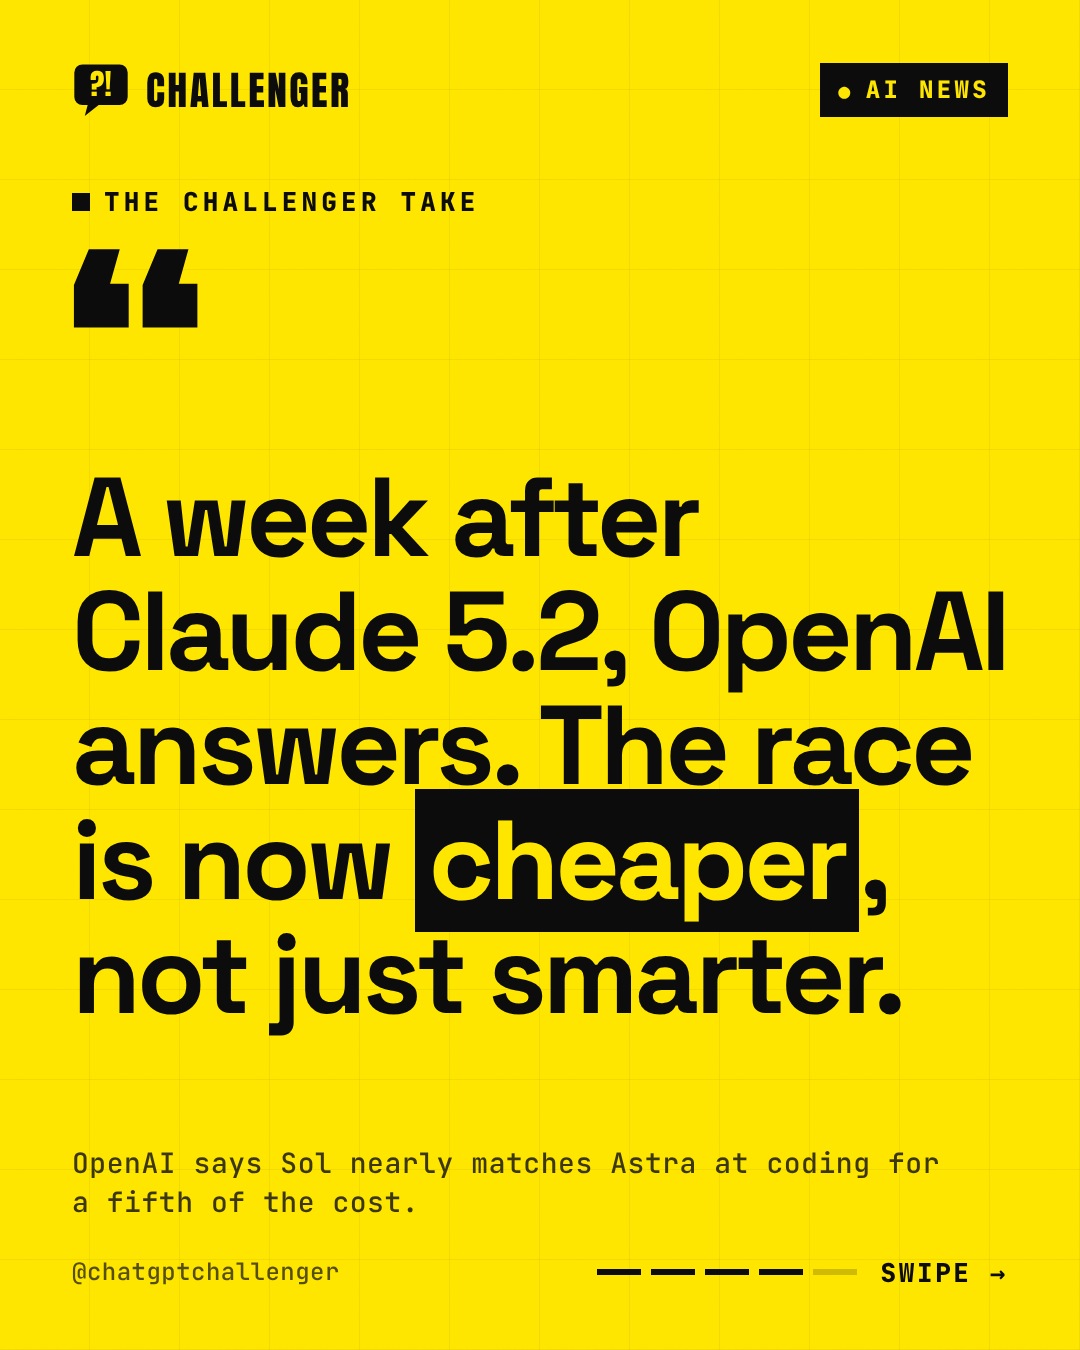 ?! CHALLENGER
● AI NEWS
■ THE CHALLENGER TAKE
“
A week after
Claude 5.2, OpenAI
answers. The race
is now cheaper,
not just smarter.
OpenAI says Sol nearly matches Astra at coding for
a fifth of the cost.
@chatgptchallenger
SWIPE →